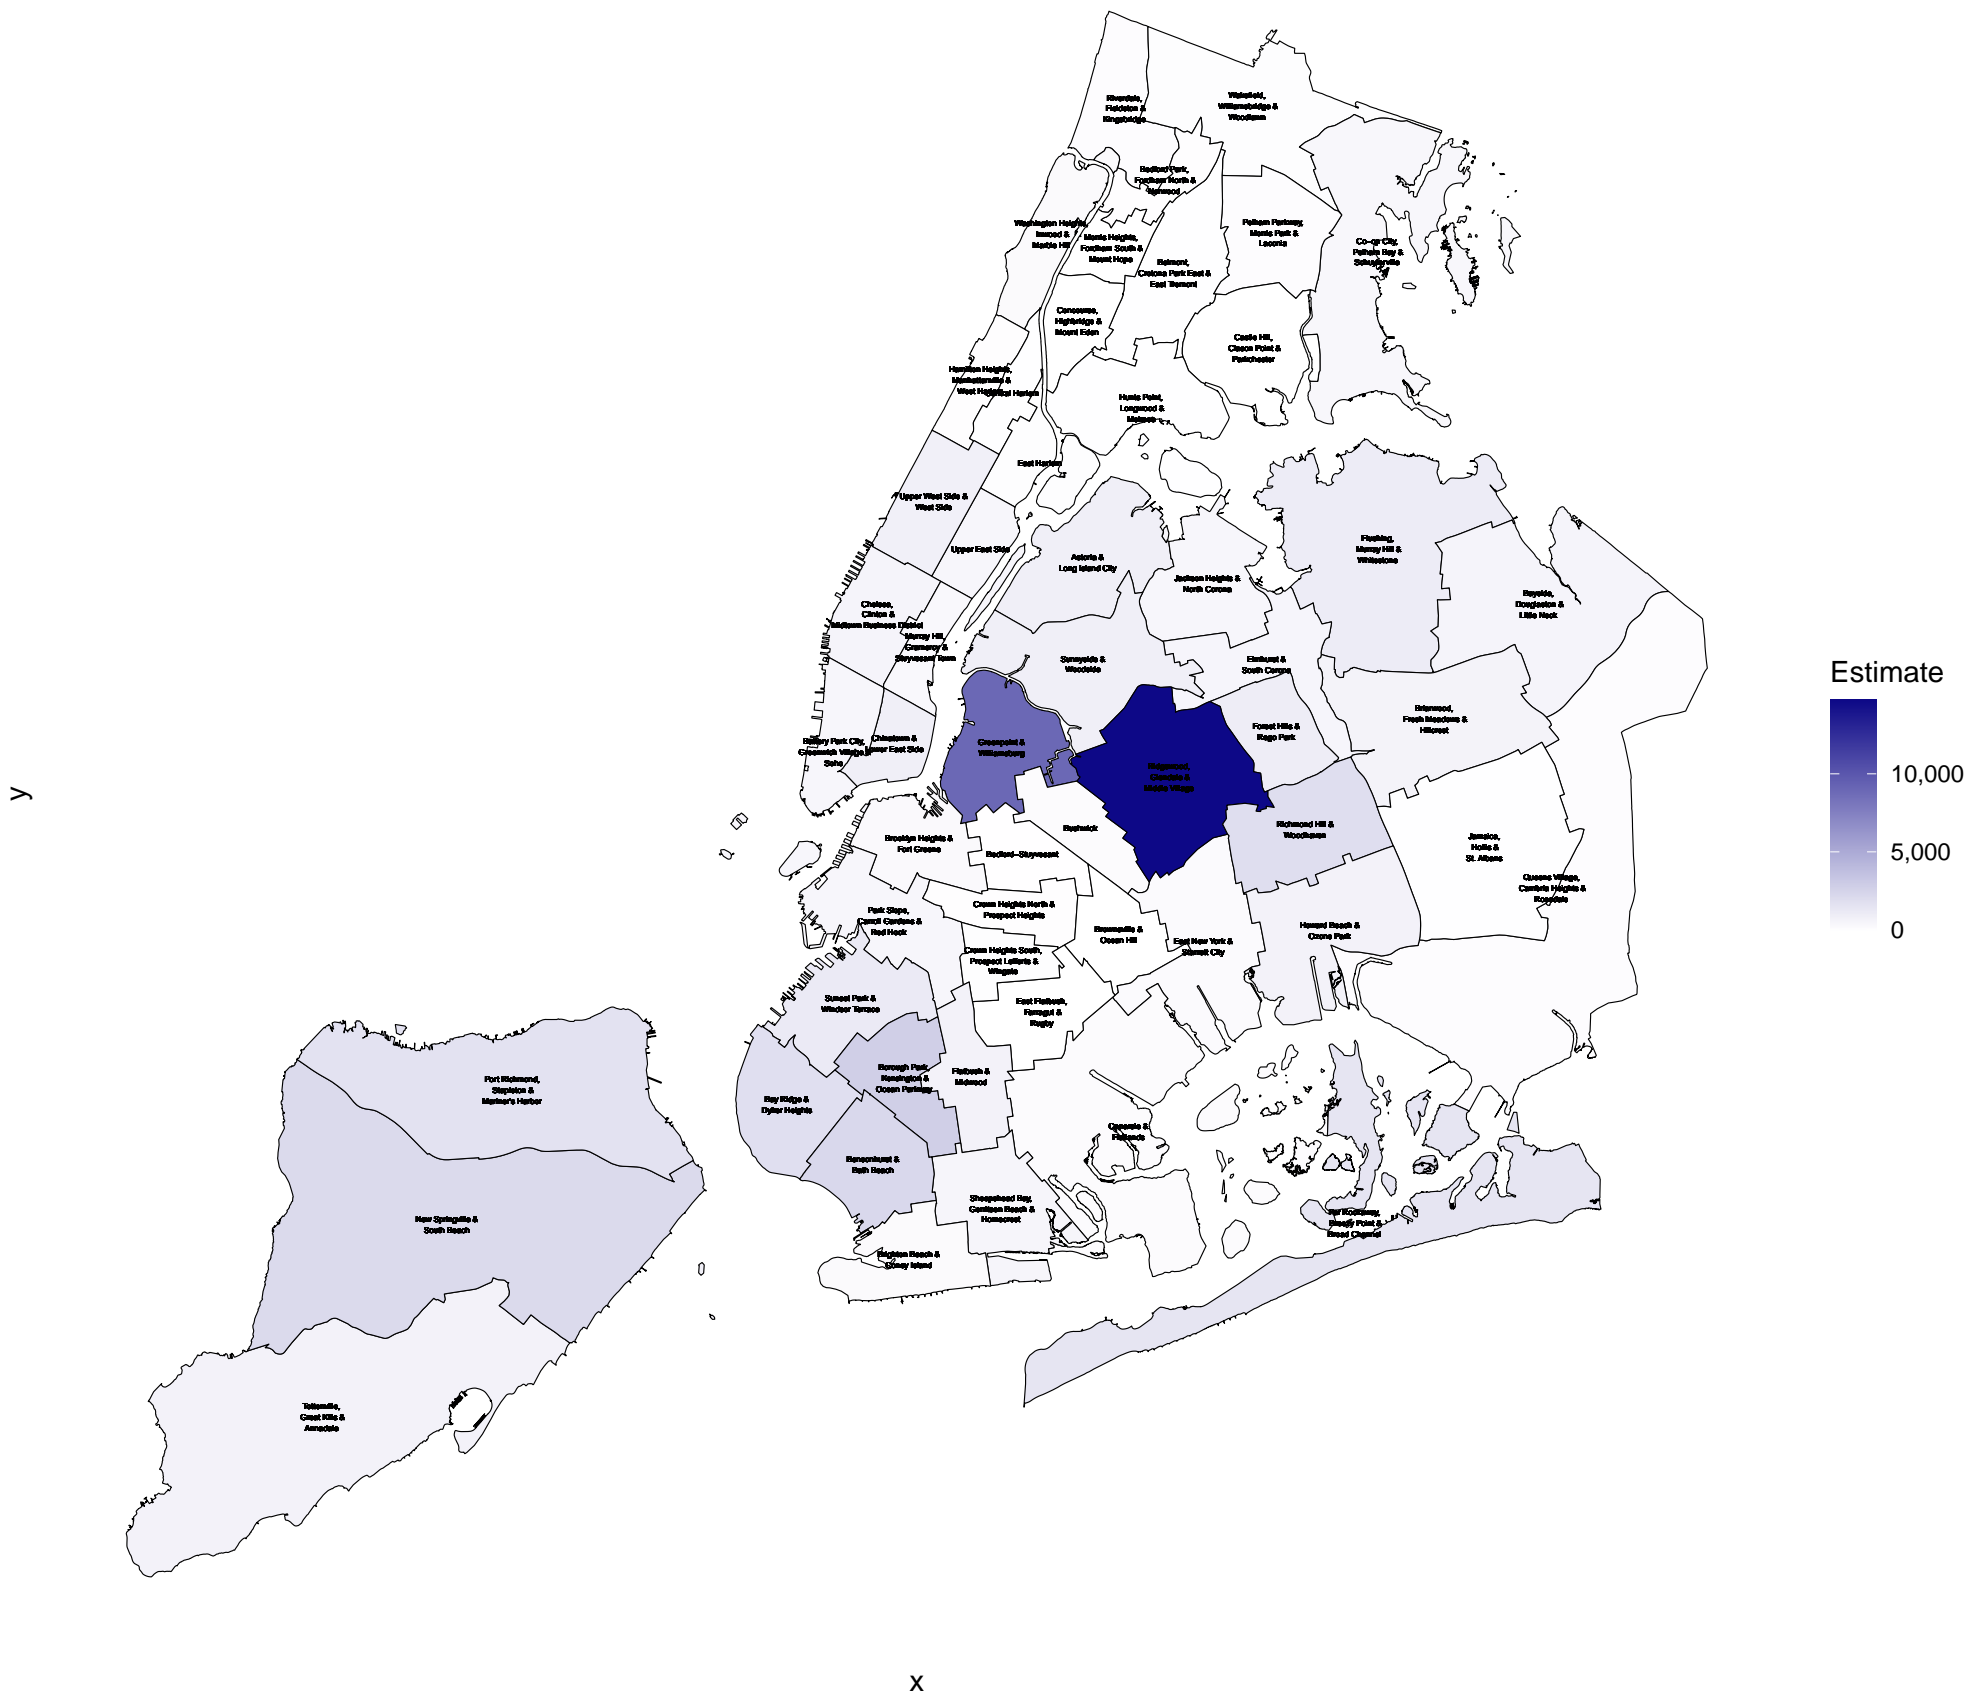 Riverdale,
Fieldston &
Kingsbridge
Wakefield,
Williamsbridge &
Woodlawn
Bedford Park,
Fordham North &
Norwood
Washington Heights,
Inwood &
Marble Hill
Morris Heights,
Fordham South &
Mount Hope
Belmont,
Crotona Park East &
East Tremont
Pelham Parkway,
Morris Park &
Laconia
Co-op City,
Pelham Bay &
Schuylerville
Concourse,
Highbridge &
Mount Eden
Castle Hill,
Clason Point &
Parkchester
Hamilton Heights,
Manhattanville &
West Harlem
Central Harlem
Hunts Point,
Longwood &
Melrose
East Harlem
Upper West Side &
West Side
Upper East Side
Astoria &
Long Island City
Jackson Heights &
North Corona
Flushing,
Murray Hill &
Whitestone
Bayside,
Douglaston &
Little Neck
Chelsea,
Clinton &
Midtown Business District
Murray Hill,
Gramercy &
Stuyvesant Town
Sunnyside &
Woodside
Elmhurst &
South Corona
Estimate
10,000
5,000
0
Battery Park City,
Greenwich Village &
Soho
Chinatown &
Lower East Side
Greenpoint &
Williamsburg
Ridgewood,
Glendale &
Middle Village
Forest Hills &
Rego Park
Briarwood,
Fresh Meadows &
Hillcrest
Brooklyn Heights &
Fort Greene
Bedford-Stuyvesant
Bushwick
Richmond Hill &
Woodhaven
Jamaica,
Hollis &
St. Albans
Queens Village,
Cambria Heights &
Rosedale
Park Slope,
Carroll Gardens &
Red Hook
Crown Heights North &
Prospect Heights
Brownsville &
Ocean Hill
East New York &
Starrett City
Howard Beach &
Ozone Park
Crown Heights South,
Prospect Lefferts &
Wingate
Sunset Park &
Windsor Terrace
East Flatbush,
Farragut &
Rugby
Port Richmond,
Stapleton &
Mariner's Harbor
Bay Ridge &
Dyker Heights
Borough Park,
Kensington &
Ocean Parkway
Flatbush &
Midwood
Canarsie &
Flatlands
Bensonhurst &
Bath Beach
Sheepshead Bay,
Gerritsen Beach &
Homecrest
Far Rockaway,
Breezy Point &
Broad Channel
New Springville &
South Beach
Brighton Beach &
Coney Island
Tottenville,
Great Kills &
Annadale
x
y